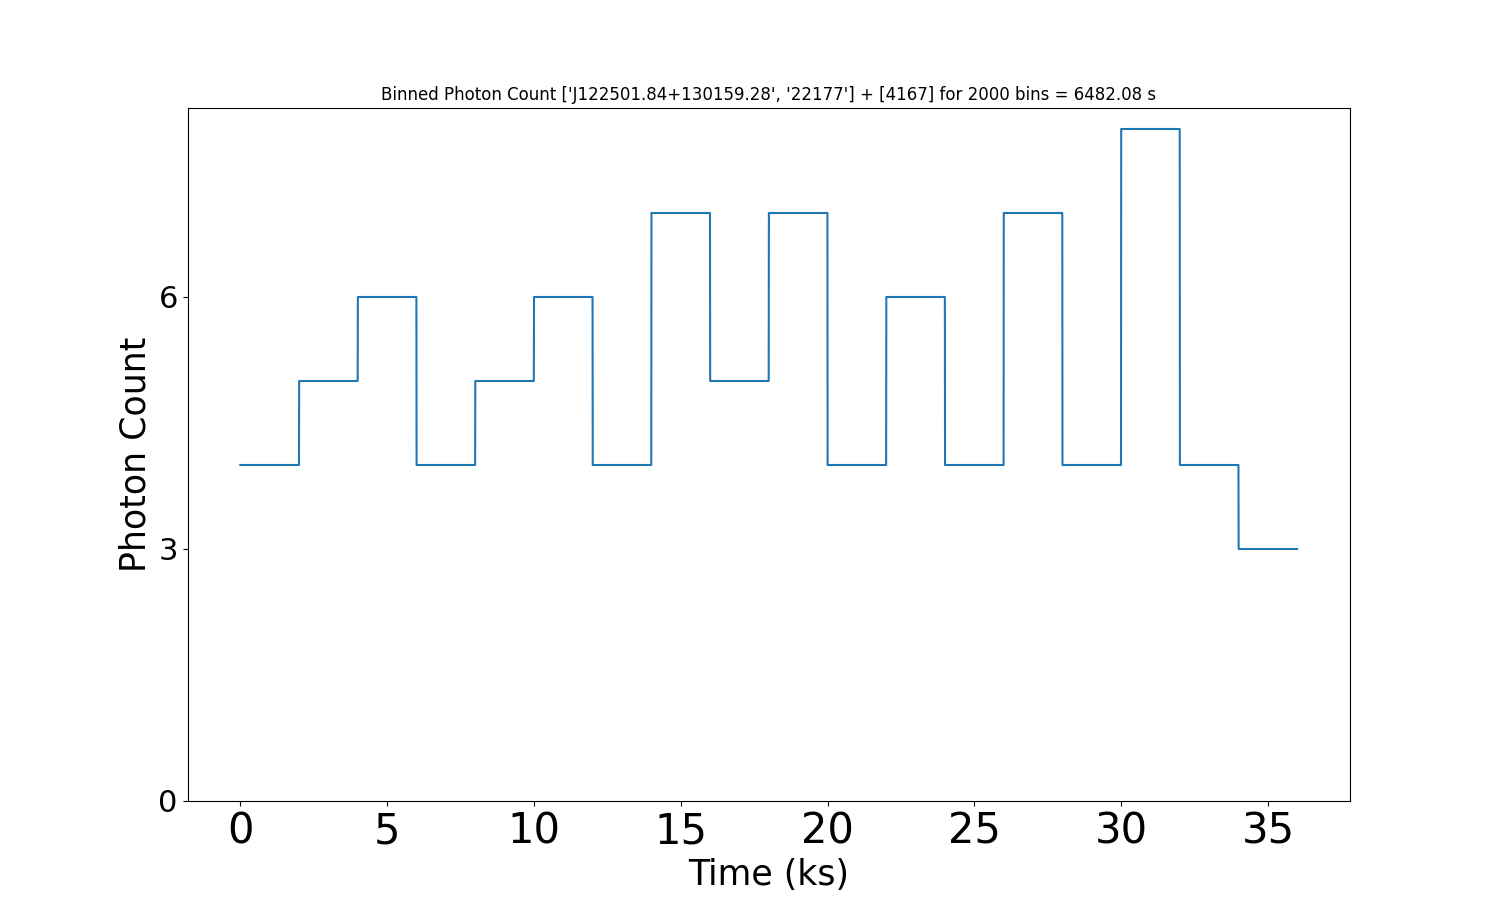 Binned Photon Count ['J122501.84+130159.28', '22177'] + [4167] for 2000 bins = 6482.08 s
6
3
0
Photon Count
0 5 10 15 20 25 30 35
Time (ks)